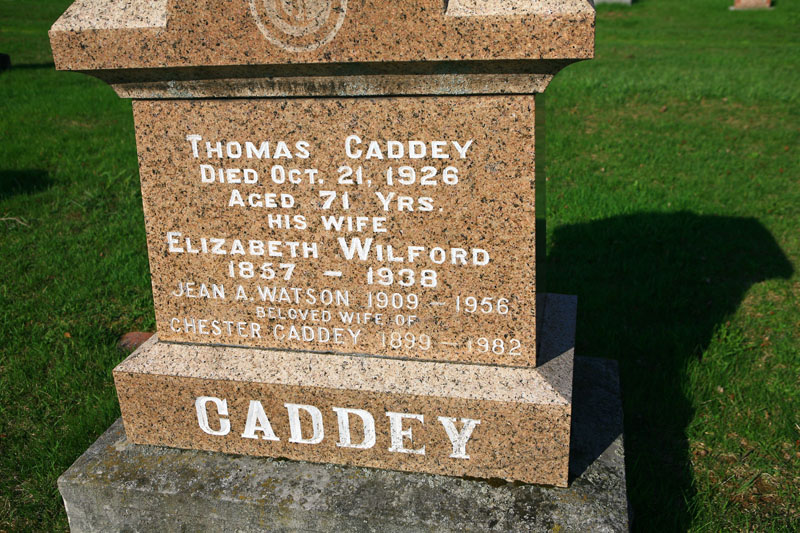 THOMAS CADDEY
DIED OCT. 21, 1926
AGED 71 YRS.
HIS WIFE
ELIZABETH WILFORD
1857 – 1938
JEAN A. WATSON 1909 – 1956
BELOVED WIFE OF
CHESTER CADDEY 1899 – 1982
CADDEY